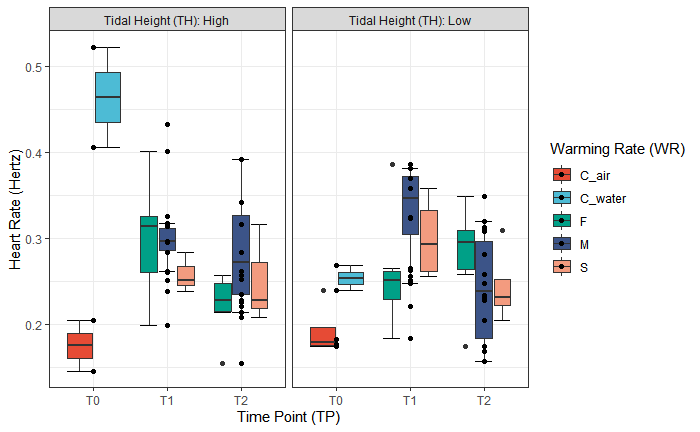 Tidal Height (TH): High
Tidal Height (TH): Low
0.5
0.4
0.3
0.2
Heart Rate (Hertz)
T0
T1
T2
T0
T1
T2
Time Point (TP)
Warming Rate (WR)
C_air
C_water
F
M
S